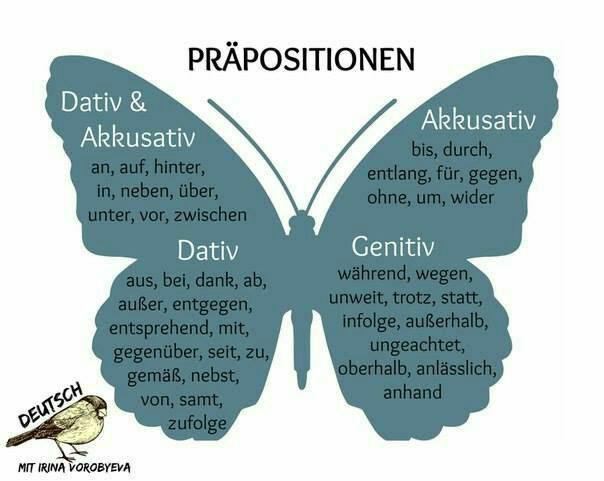 PRÄPOSITIONEN
Dativ &
Akkusativ
an, auf, hinter,
in, neben, über,
unter, vor, zwischen
Akkusativ
bis, durch,
entlang, für, gegen,
ohne, um, wider
Dativ
aus, bei, dank, ab,
außer, entgegen,
entsprehend, mit,
gegenüber, seit, zu,
gemäß, nebst,
von, samt,
zufolge
Genitiv
während, wegen,
unweit, trotz, statt,
infolge, außerhalb,
ungeachtet,
oberhalb, anlässlich,
anhand
DEUTSCH
MIT IRINA VOROBYEVA